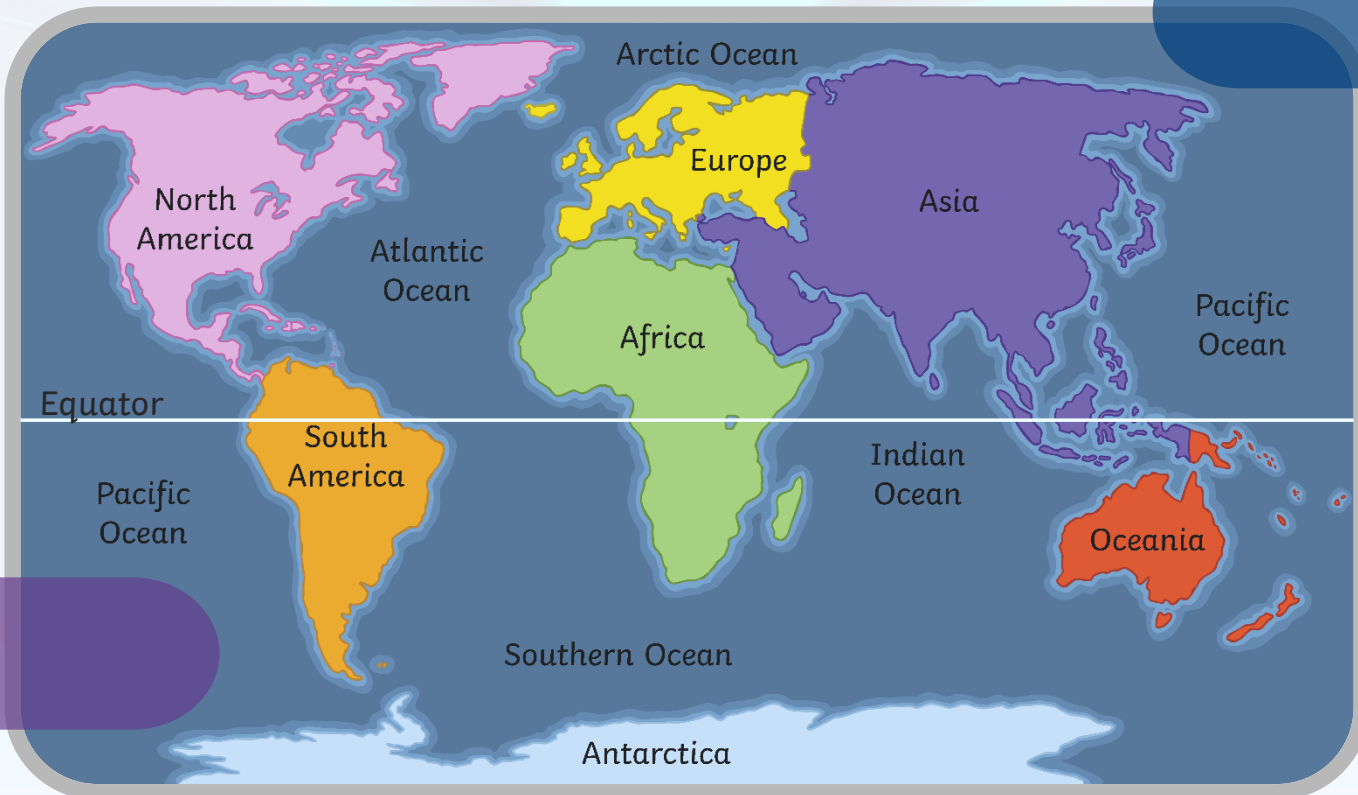 Arctic Ocean
Europe
North
America
Asia
Atlantic
Ocean
Pacific
Ocean
Africa
Equator
South
America
Indian
Ocean
Pacific
Ocean
Oceania
Southern Ocean
Antarctica